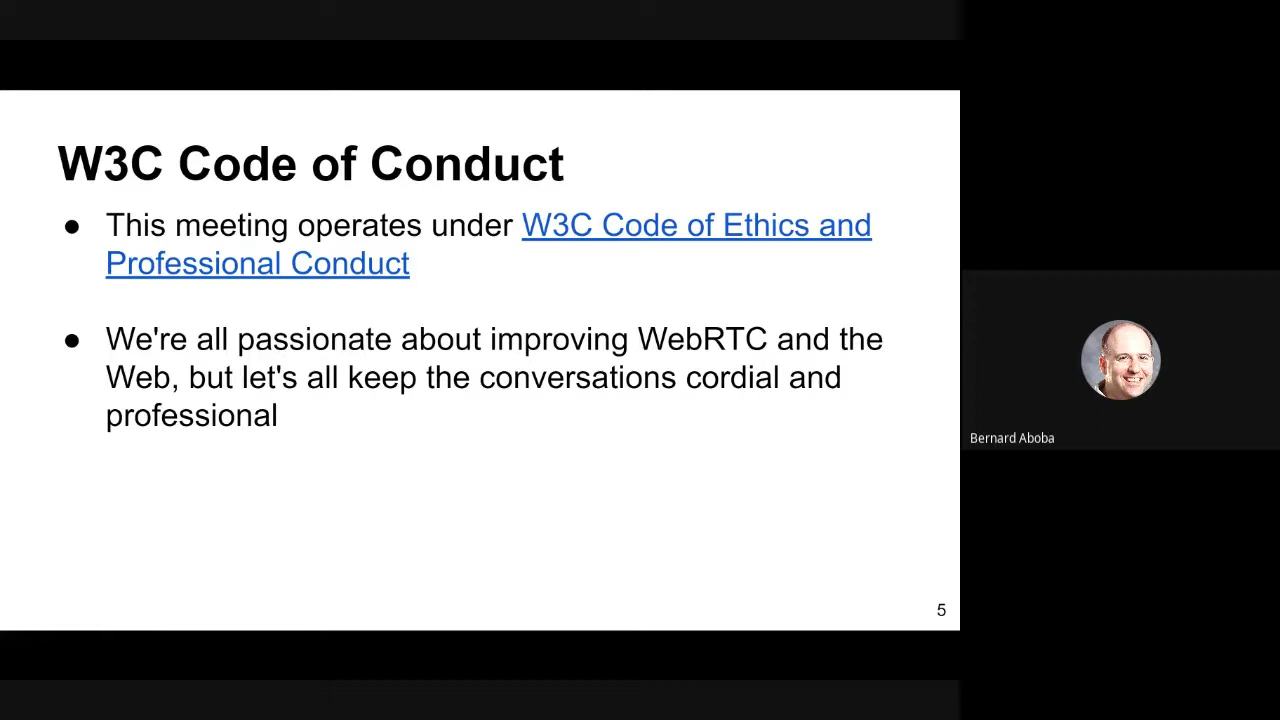 W3C Code of Conduct
● This meeting operates under W3C Code of Ethics and
Professional Conduct
● We're all passionate about improving WebRTC and the
Web, but let's all keep the conversations cordial and
professional
5
Bernard Aboba